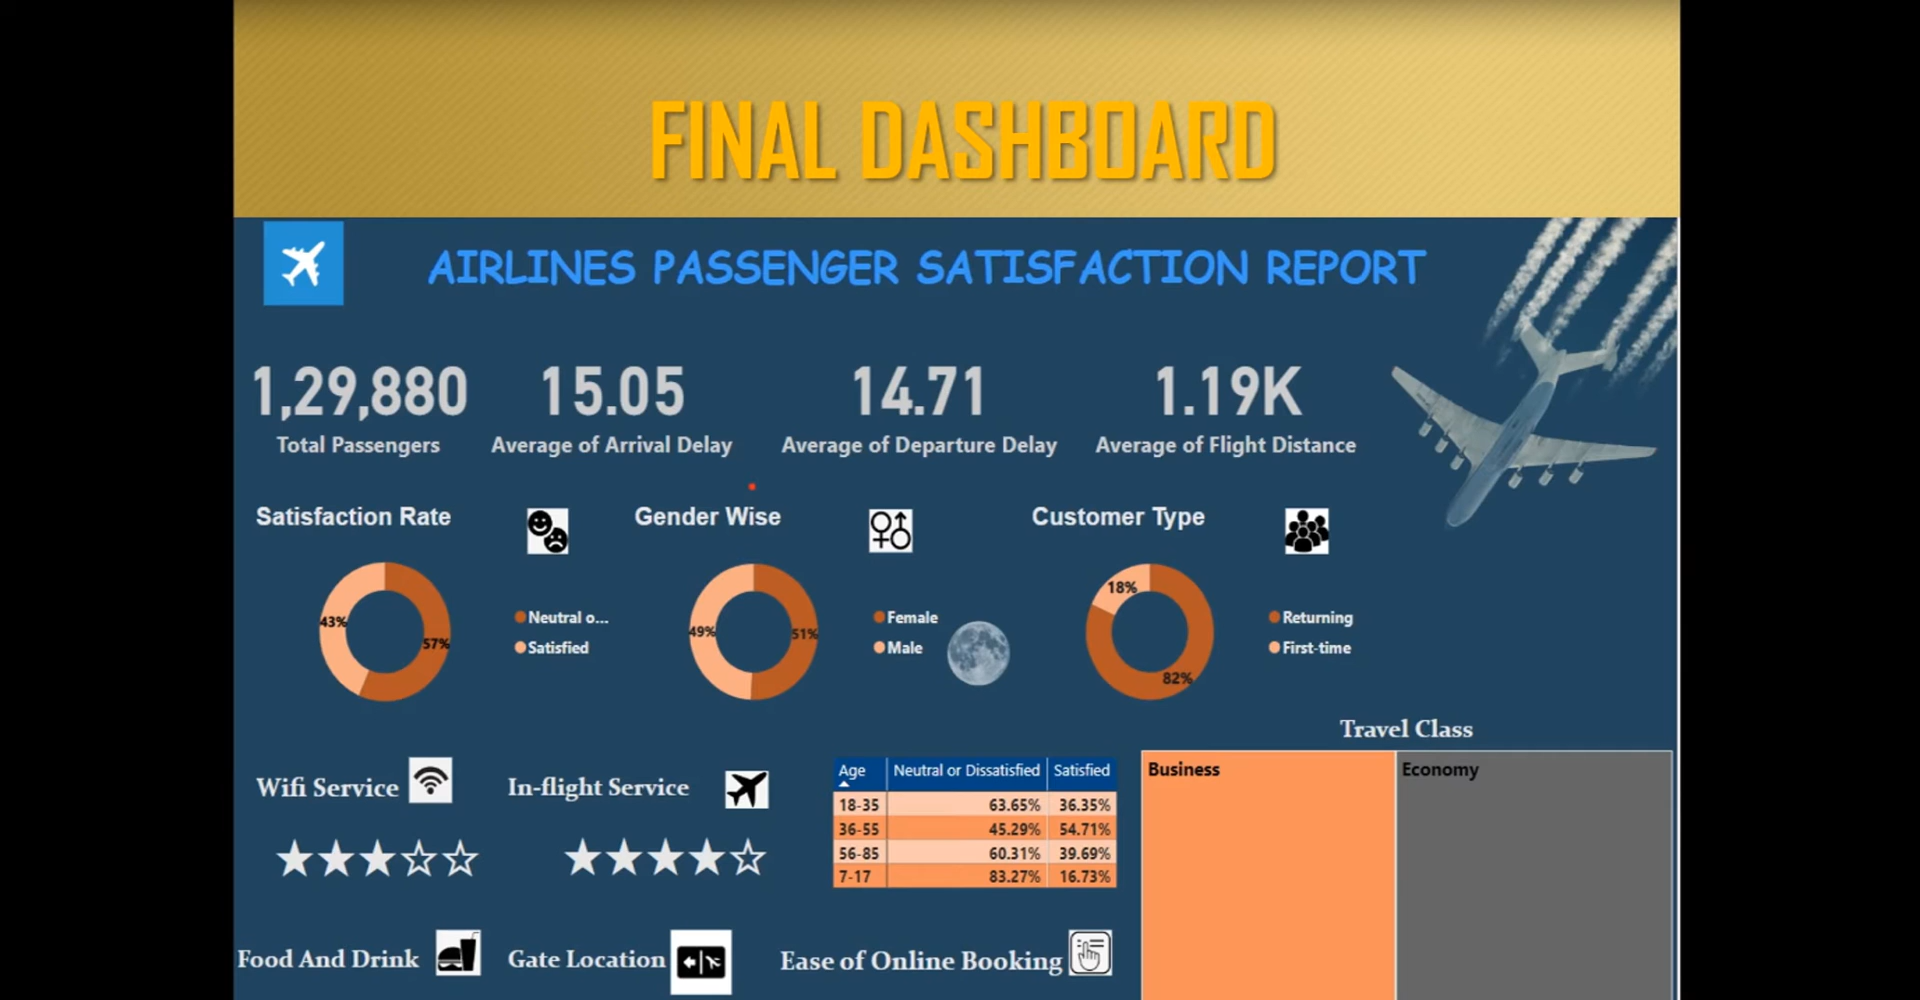 FINAL DASHBOARD
AIRLINES PASSENGER SATISFACTION REPORT
1,29,880
Total Passengers
15.05
Average of Arrival Delay
14.71
Average of Departure Delay
1.19K
Average of Flight Distance
Satisfaction Rate
43%
57%
Neutral o...
Satisfied
Gender Wise
49%
51%
Female
Male
Customer Type
18%
82%
Returning
First-time
Wifi Service
In-flight Service
Age Neutral or Dissatisfied Satisfied
18-35 63.65% 36.35%
36-55 45.29% 54.71%
56-85 60.31% 39.69%
7-17 83.27% 16.73%
Travel Class
Business
Economy
Food And Drink
Gate Location
Ease of Online Booking